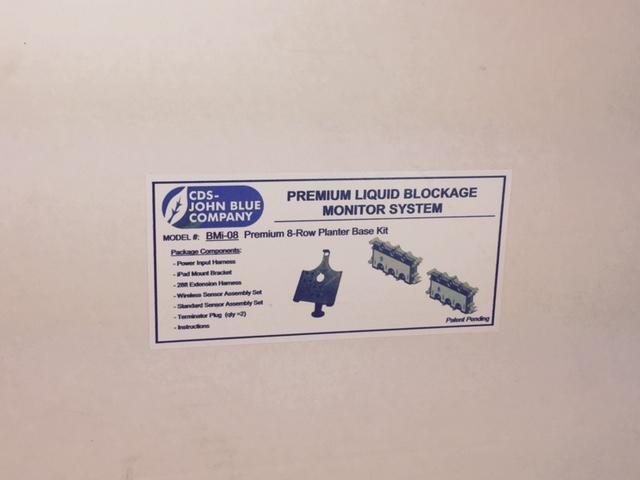 CDS-
JOHN BLUE
COMPANY
PREMIUM LIQUID BLOCKAGE
MONITOR SYSTEM
MODEL #: BMi-08 Premium 8-Row Planter Base Kit
Package Components:
- Power Input Harness
- iPad Mount Bracket
- 28ft Extension Harness
- Wireless Sensor Assembly Set
- Standard Sensor Assembly Set
- Terminator Plug (qty =2)
- Instructions
Patent Pending